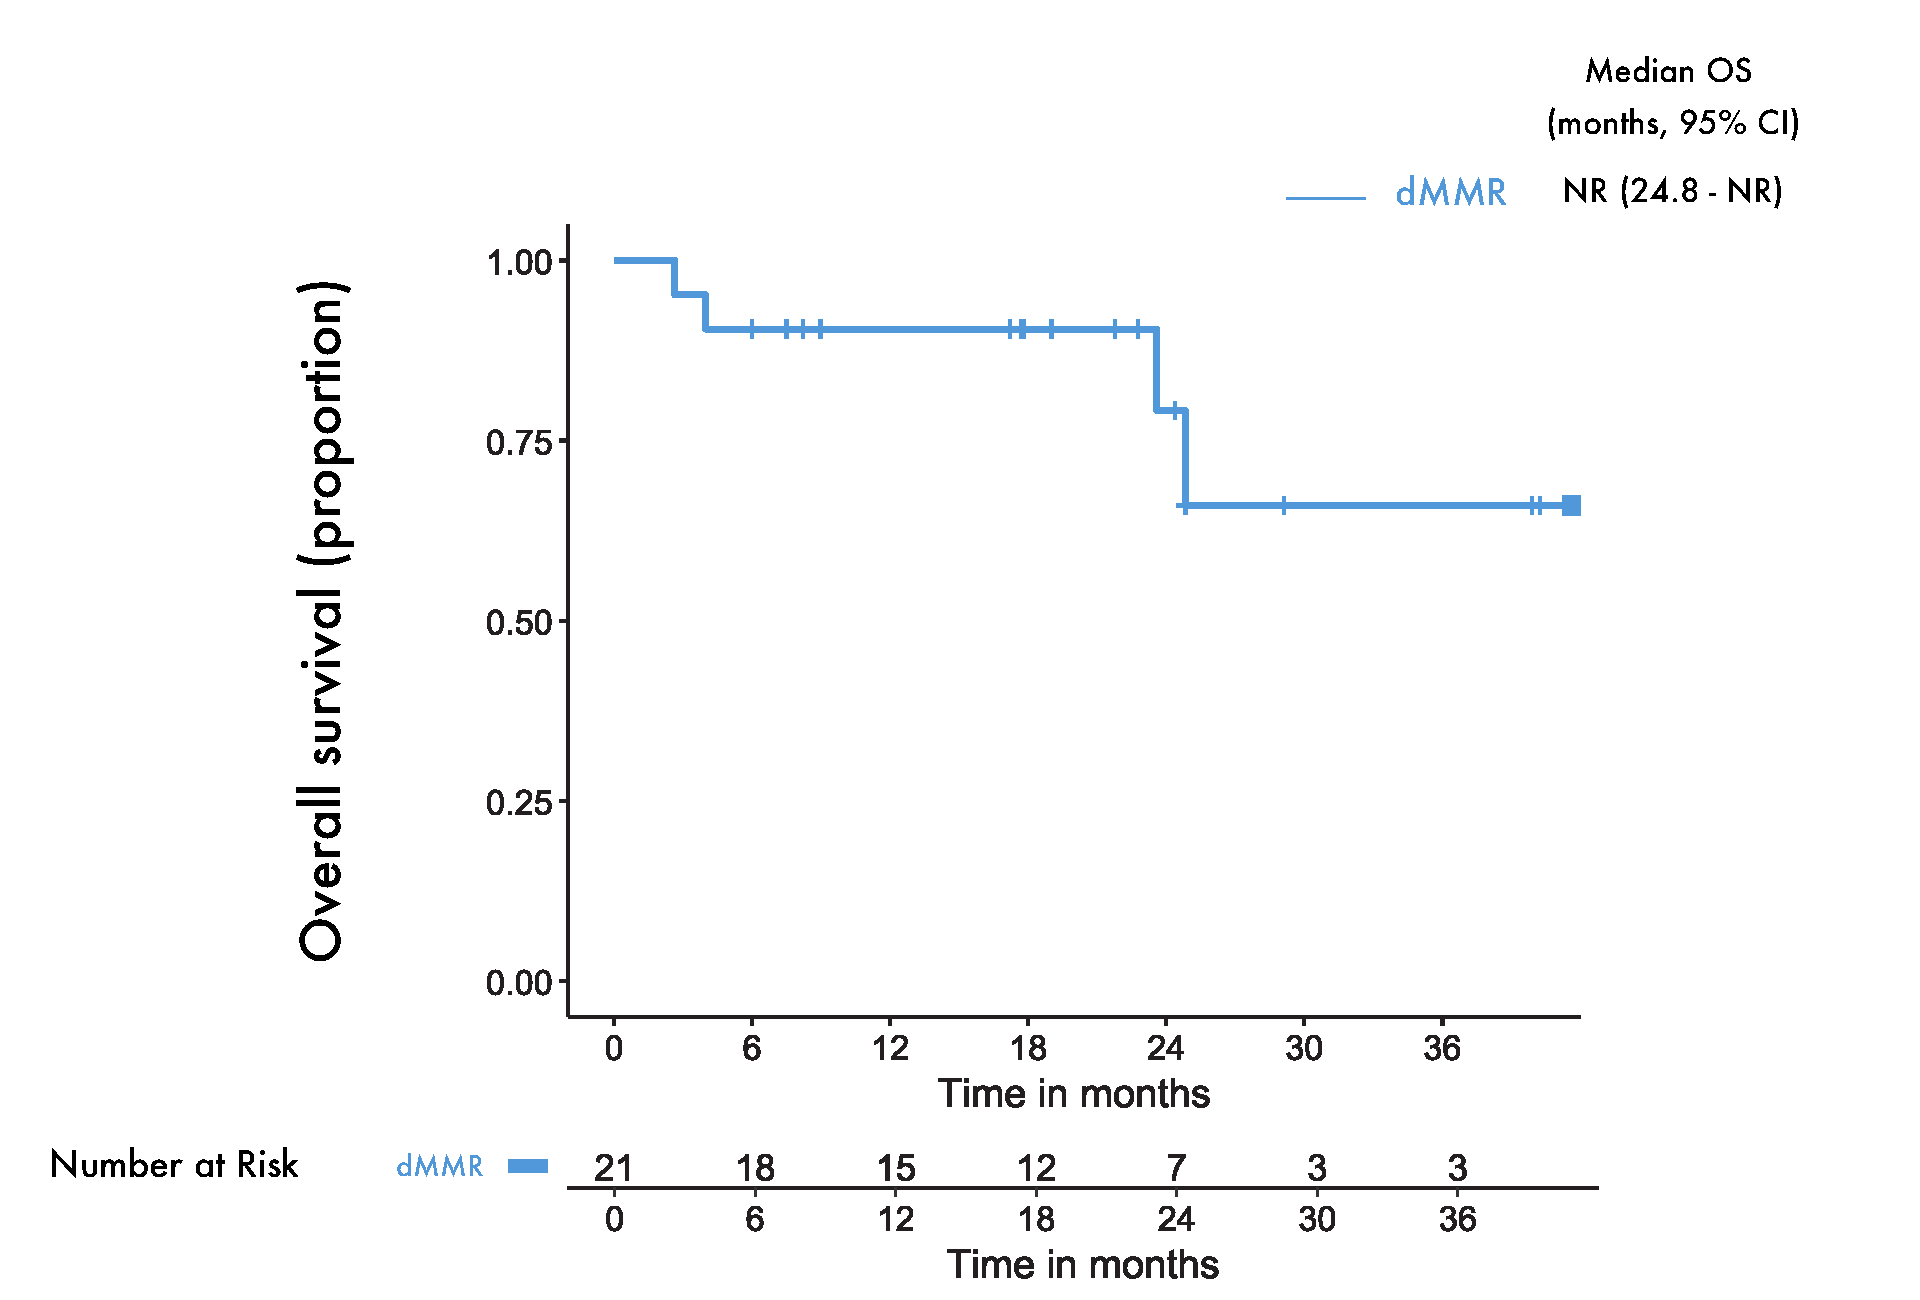 Median OS
(months, 95% CI)
dMMR NR (24.8 - NR)
Overall survival (proportion)
1.00
0.75
0.50
0.25
0.00
0 6 12 18 24 30 36
Time in months
Number at Risk dMMR 21 18 15 12 7 3 3
0 6 12 18 24 30 36
Time in months